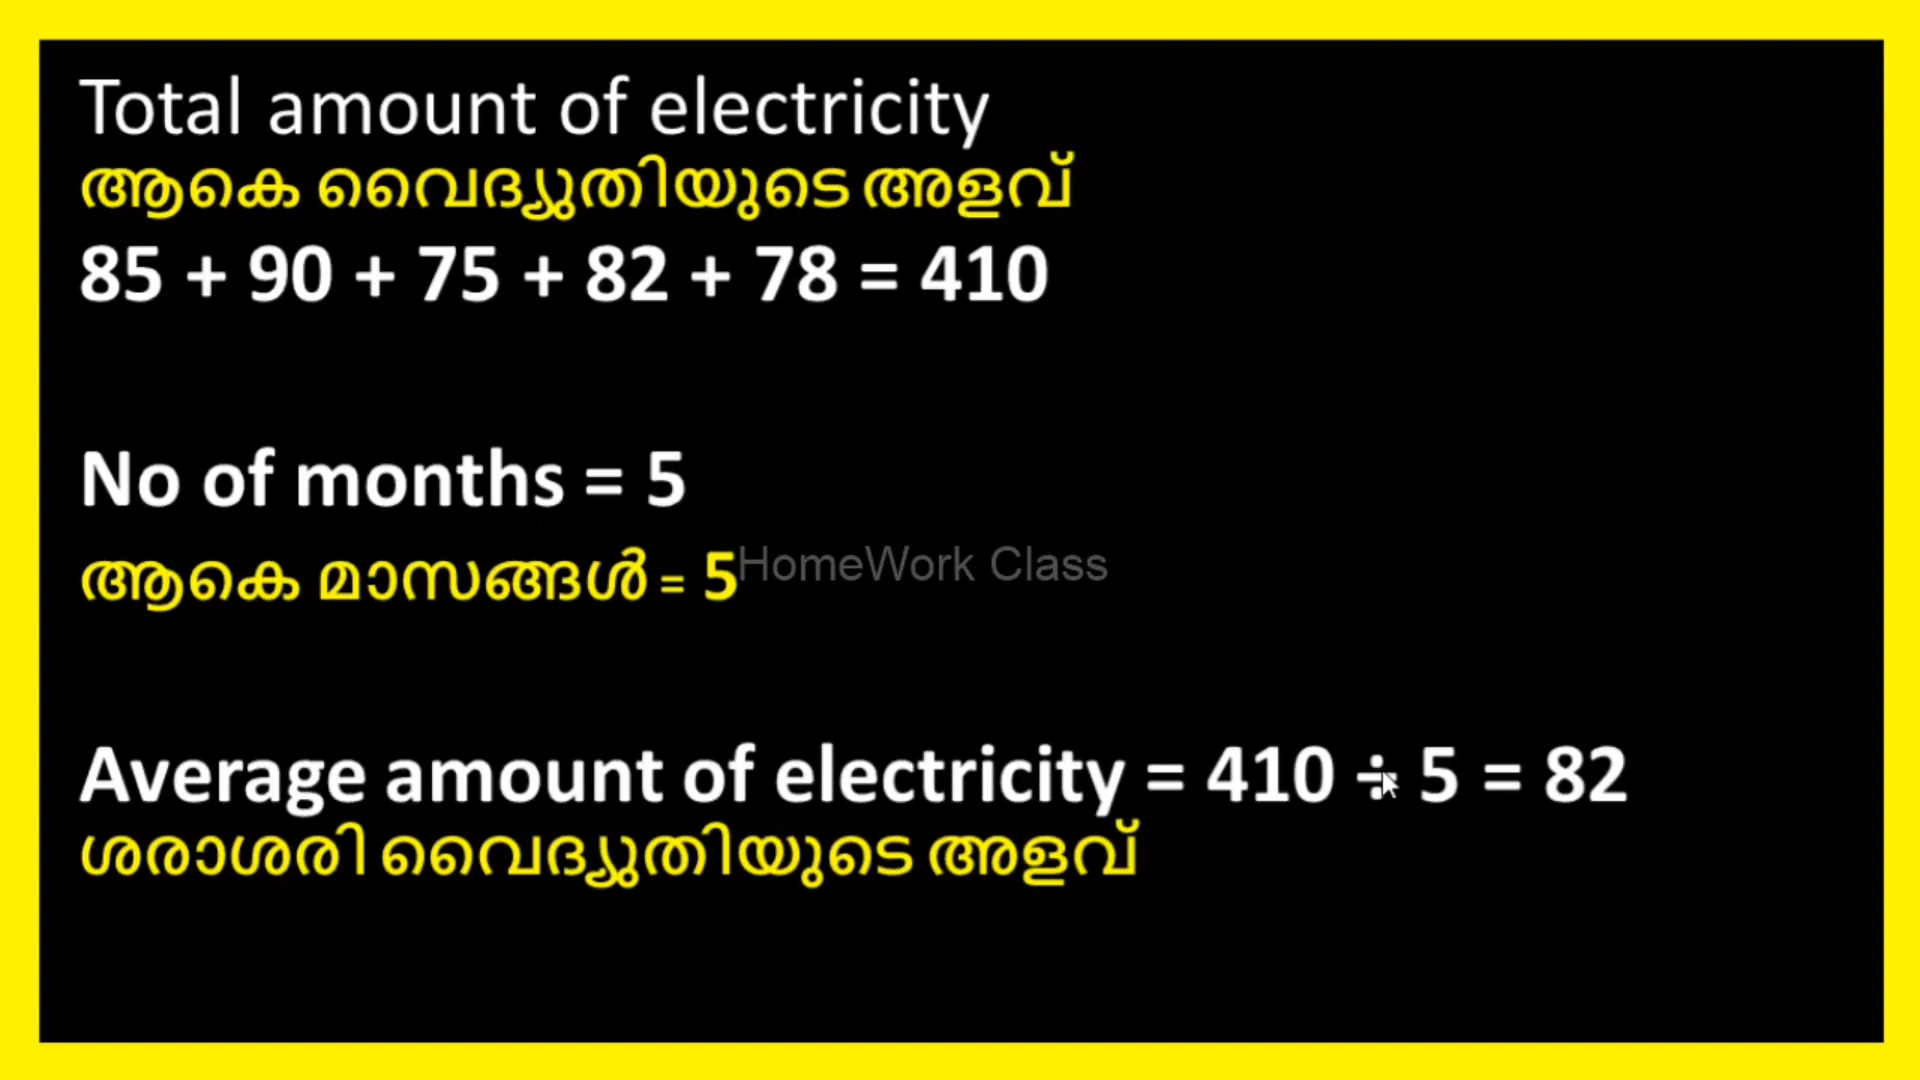 Total amount of electricity
ആകെ വൈദ്യുതിയുടെ അളവ്
85 + 90 + 75 + 82 + 78 = 410
No of months = 5
ആകെ മാസങ്ങൾ = 5
HomeWork Class
Average amount of electricity = 410 ÷ 5 = 82
ശരാശരി വൈദ്യുതിയുടെ അളവ്